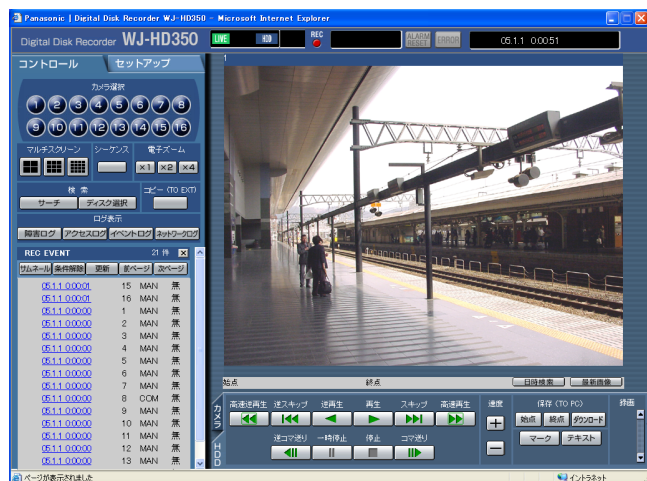 Panasonic | Digital Disk Recorder WJ-HD350 - Microsoft Internet Explorer
Digital Disk Recorder WJ-HD350
LIVE HDD REC ALARM RESET ERROR 05.1.1 0:00:51
コントロール セットアップ
1
カメラ選択
1 2 3 4 5 6 7 8
9 10 11 12 13 14 15 16
マルチスクリーン シーケンス 電子ズーム
×1 ×2 ×4
検 索 コピー (TO EXT)
サーチ ディスク選択
ログ表示
障害ログ アクセスログ イベントログ ネットワークログ
REC EVENT 21 件
サムネール 条件解除 更新 前ページ 次ページ
05.1.1 0:00:01 15 MAN 無
05.1.1 0:00:01 16 MAN 無
05.1.1 0:00:00 1 MAN 無
05.1.1 0:00:00 2 MAN 無
05.1.1 0:00:00 3 MAN 無
05.1.1 0:00:00 4 MAN 無
05.1.1 0:00:00 5 MAN 無
05.1.1 0:00:00 6 MAN 無
05.1.1 0:00:00 7 MAN 無
05.1.1 0:00:00 8 COM 無
05.1.1 0:00:00 9 MAN 無
05.1.1 0:00:00 10 MAN 無
05.1.1 0:00:00 11 MAN 無
05.1.1 0:00:00 12 MAN 無
05.1.1 0:00:00 13 MAN 無
始点 終点 日時検索 最新画像
カメラ
HDD
高速逆再生 逆スキップ 逆再生 再生 スキップ 高速再生
逆コマ送り 一時停止 停止 コマ送り
速度
保存 (TO PC)
始点 終点 ダウンロード
マーク テキスト
録画
ページが表示されました イントラネット